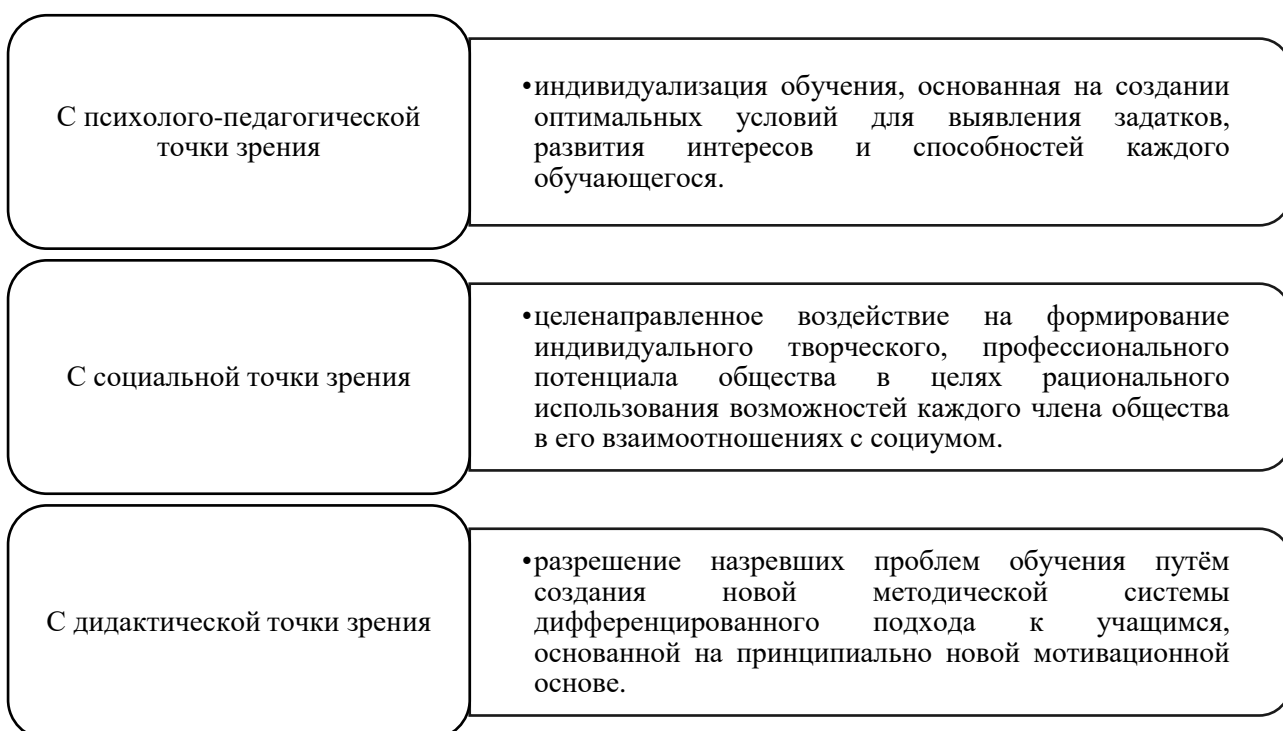 С психолого-педагогической
точки зрения
•индивидуализация обучения, основанная на создании
оптимальных условий для выявления задатков,
развития интересов и способностей каждого
обучающегося.
С социальной точки зрения
•целенаправленное воздействие на формирование
индивидуального творческого, профессионального
потенциала общества в целях рационального
использования возможностей каждого члена общества
в его взаимоотношениях с социумом.
С дидактической точки зрения
•разрешение назревших проблем обучения путём
создания новой методической системы
дифференцированного подхода к учащимся,
основанной на принципиально новой мотивационной
основе.